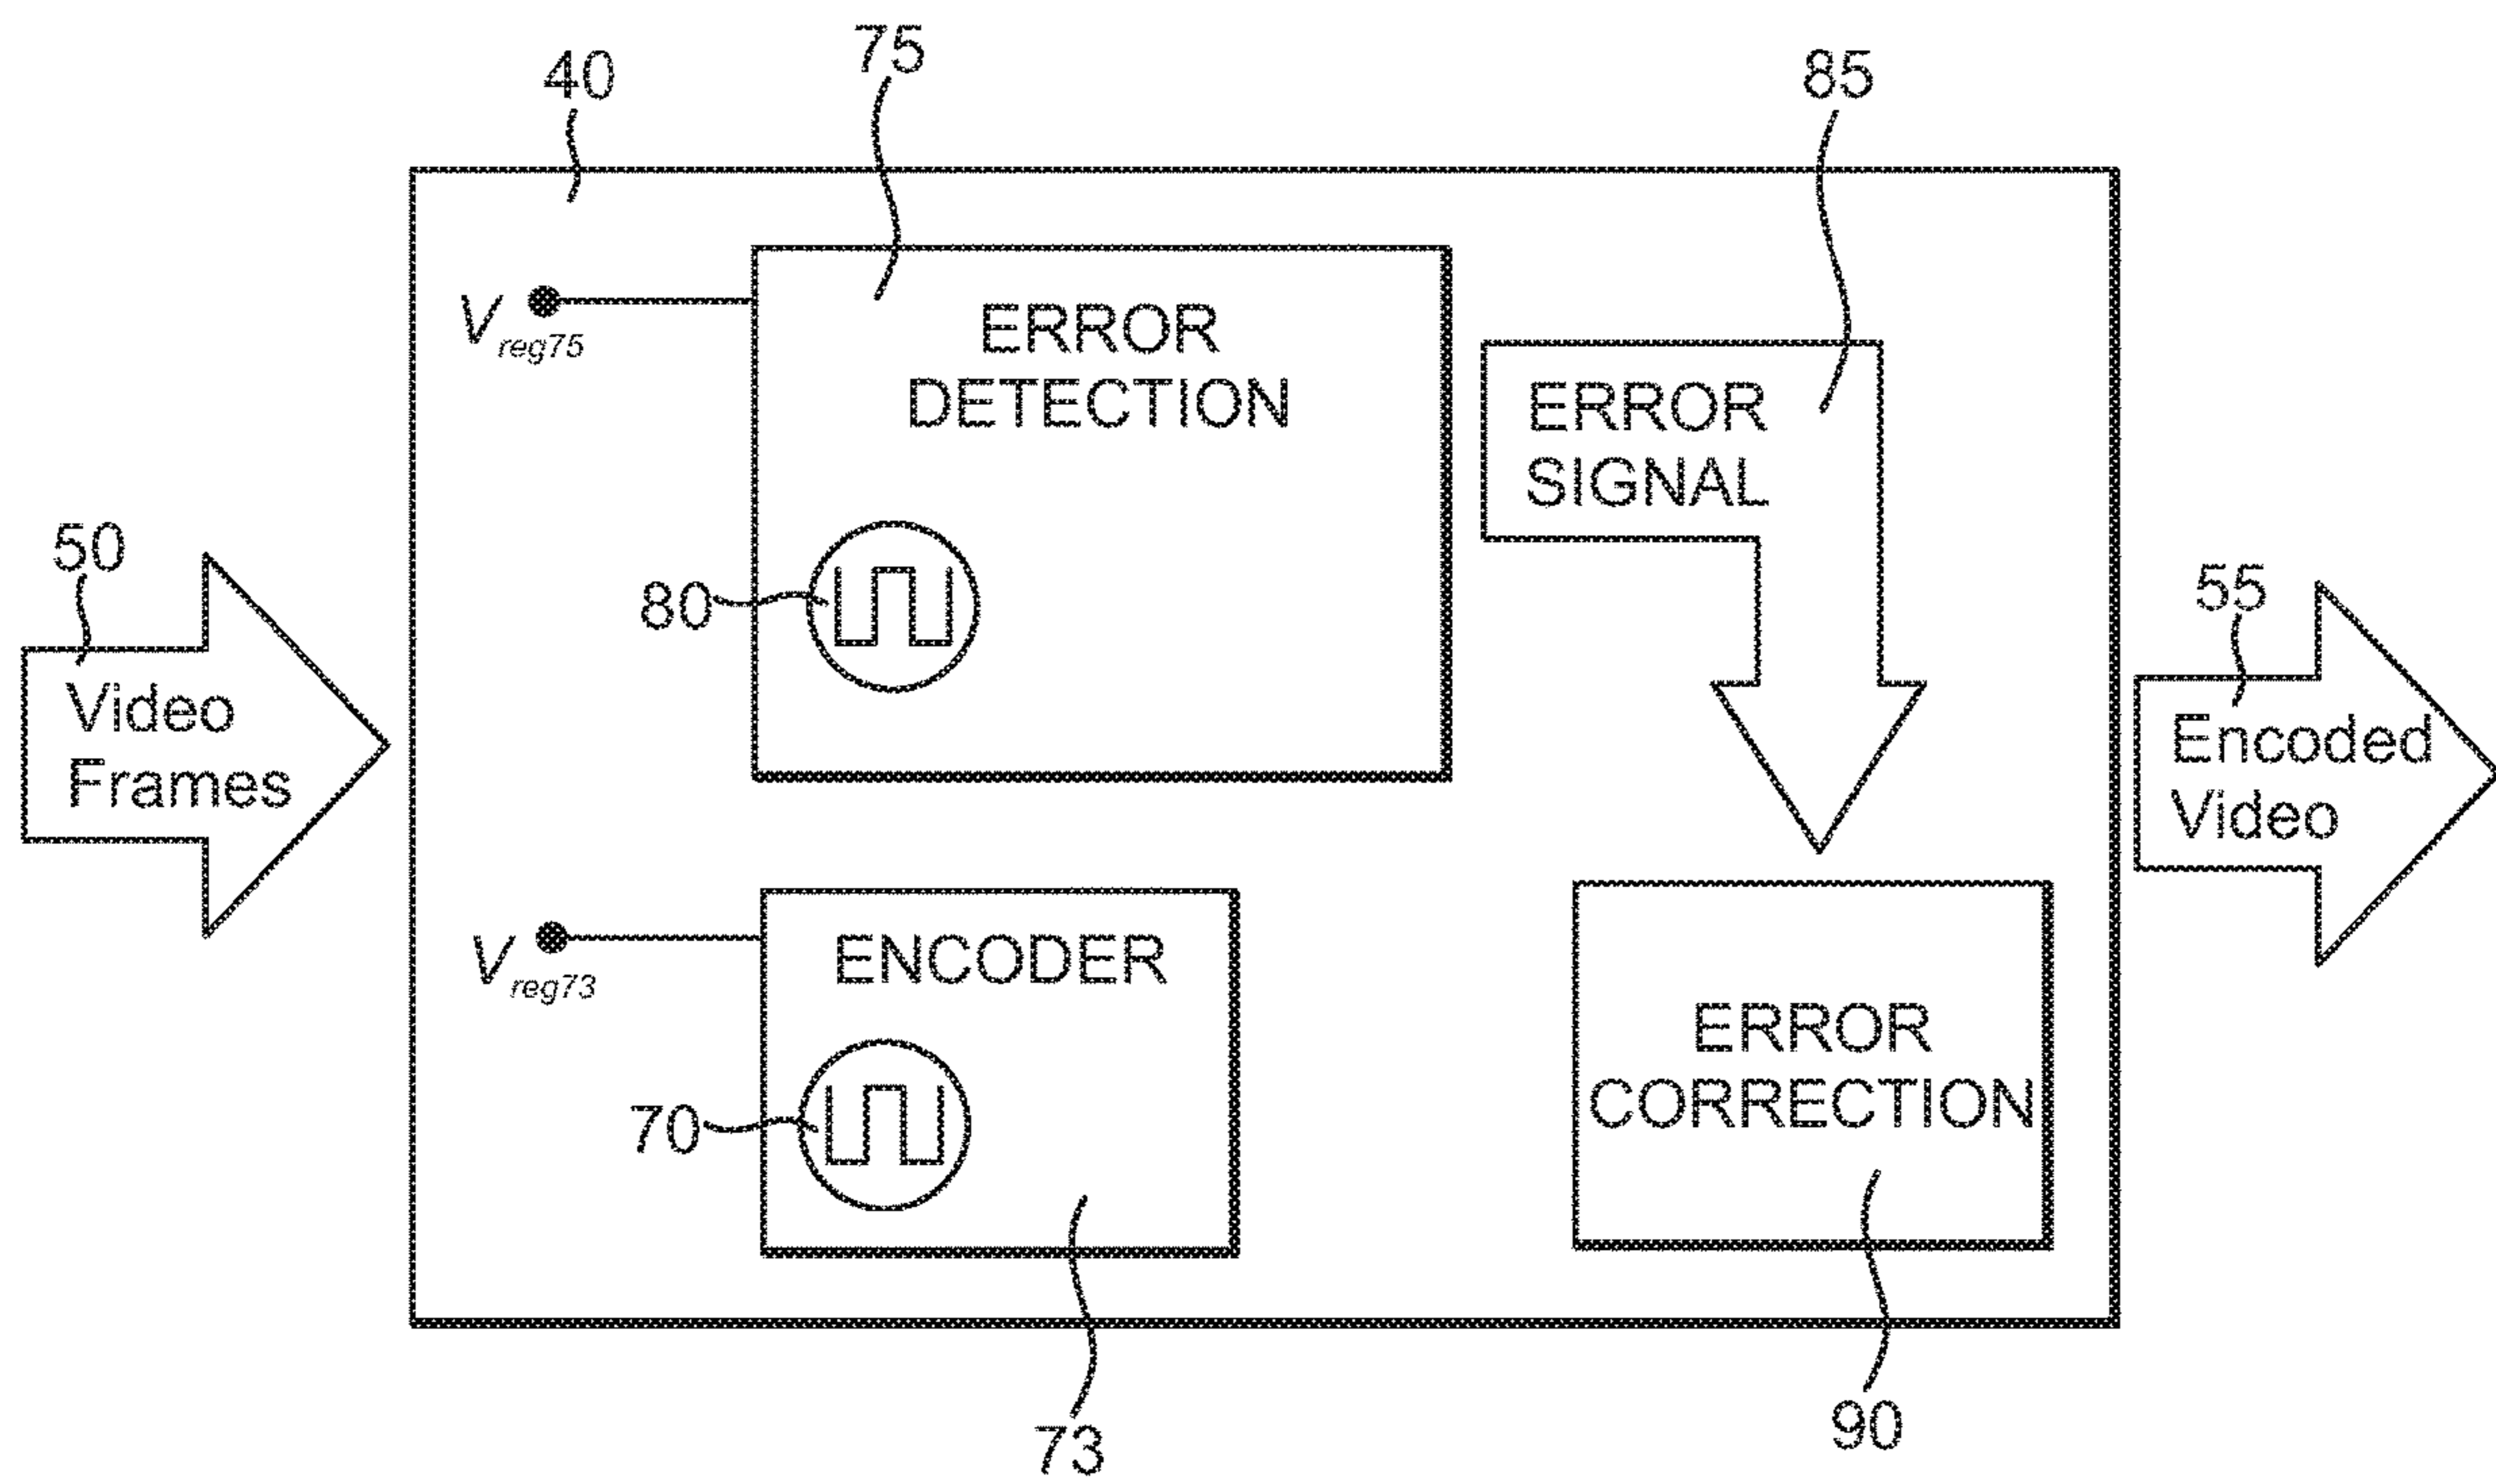 75
40
85
V reg75
ERROR
DETECTION
ERROR
SIGNAL
50
80
55
Video
Frames
Encoded
Video
V reg73
ENCODER
ERROR
CORRECTION
70
90
73